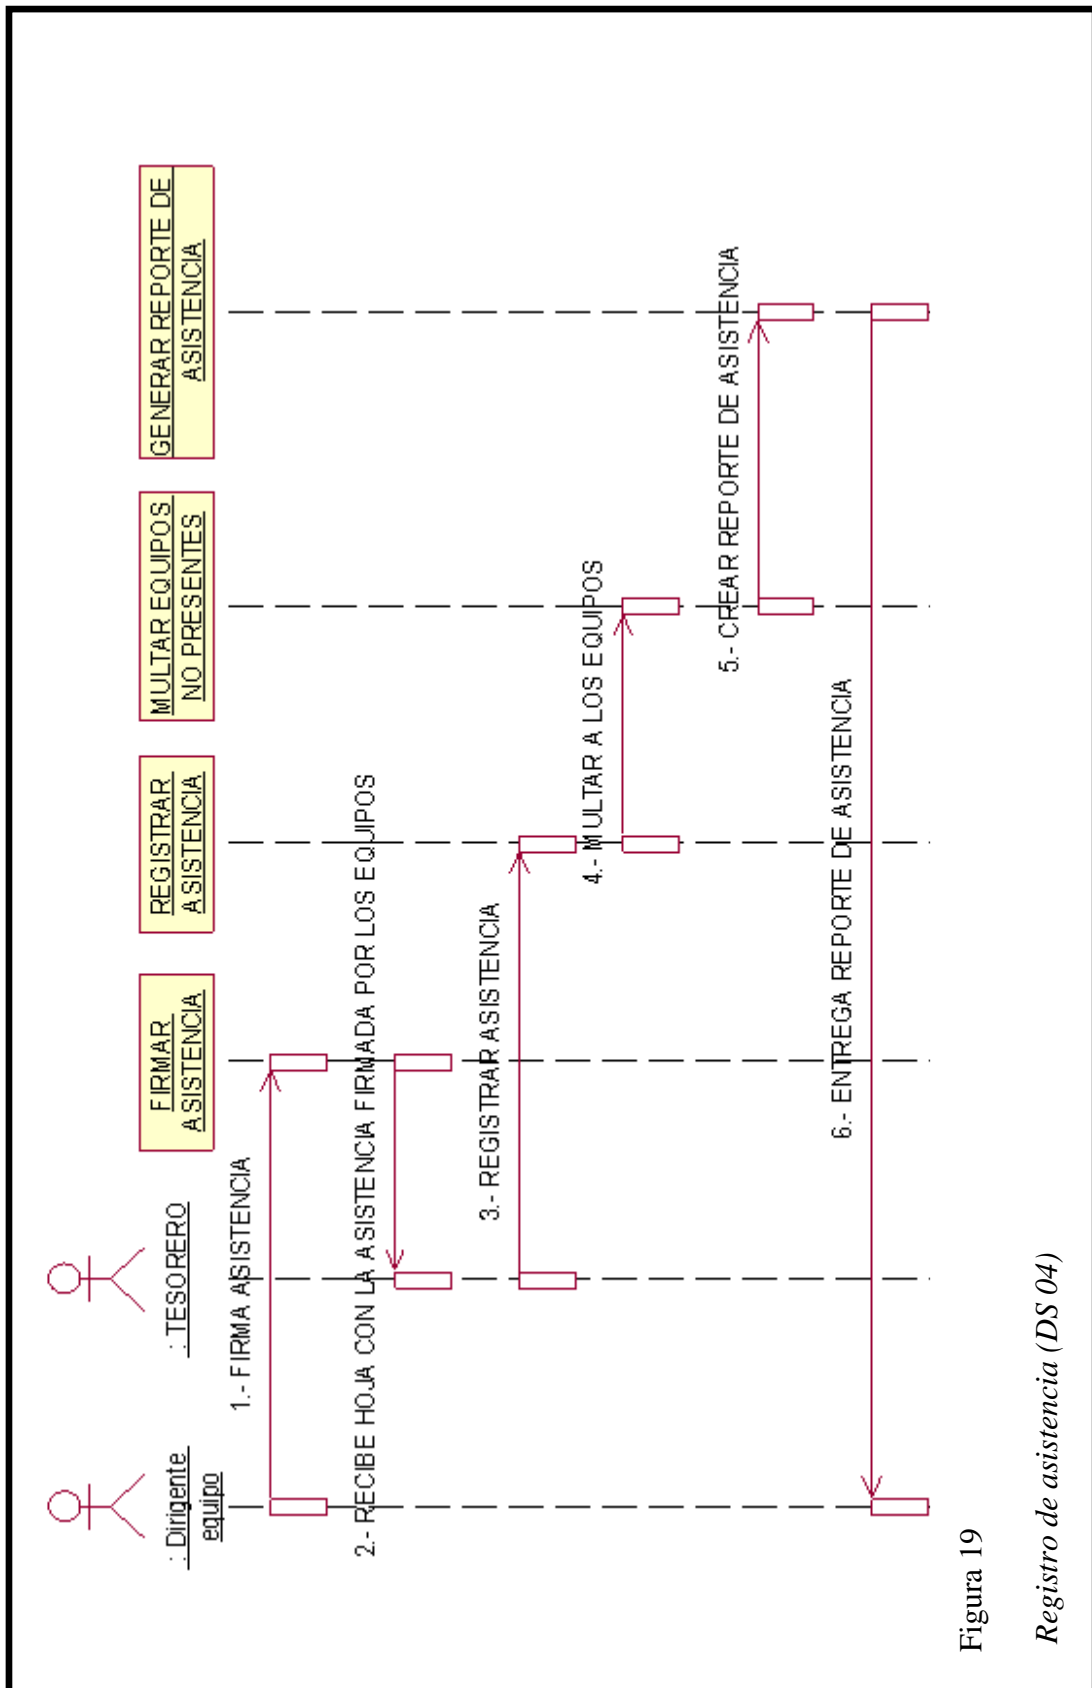 : Dirigente
equipo
: TESORERO
FIRMAR
ASISTENCIA
REGISTRAR
ASISTENCIA
MULTAR EQUIPOS
NO PRESENTES
GENERAR REPORTE DE
ASISTENCIA
1.- FIRMA ASISTENCIA
2.- RECIBE HOJA CON LA ASISTENCIA FIRMADA POR LOS EQUIPOS
3.- REGISTRAR ASISTENCIA
4.- MULTAR A LOS EQUIPOS
5.- CREAR REPORTE DE ASISTENCIA
6.- ENTREGA REPORTE DE ASISTENCIA
Figura 19
Registro de asistencia (DS 04)